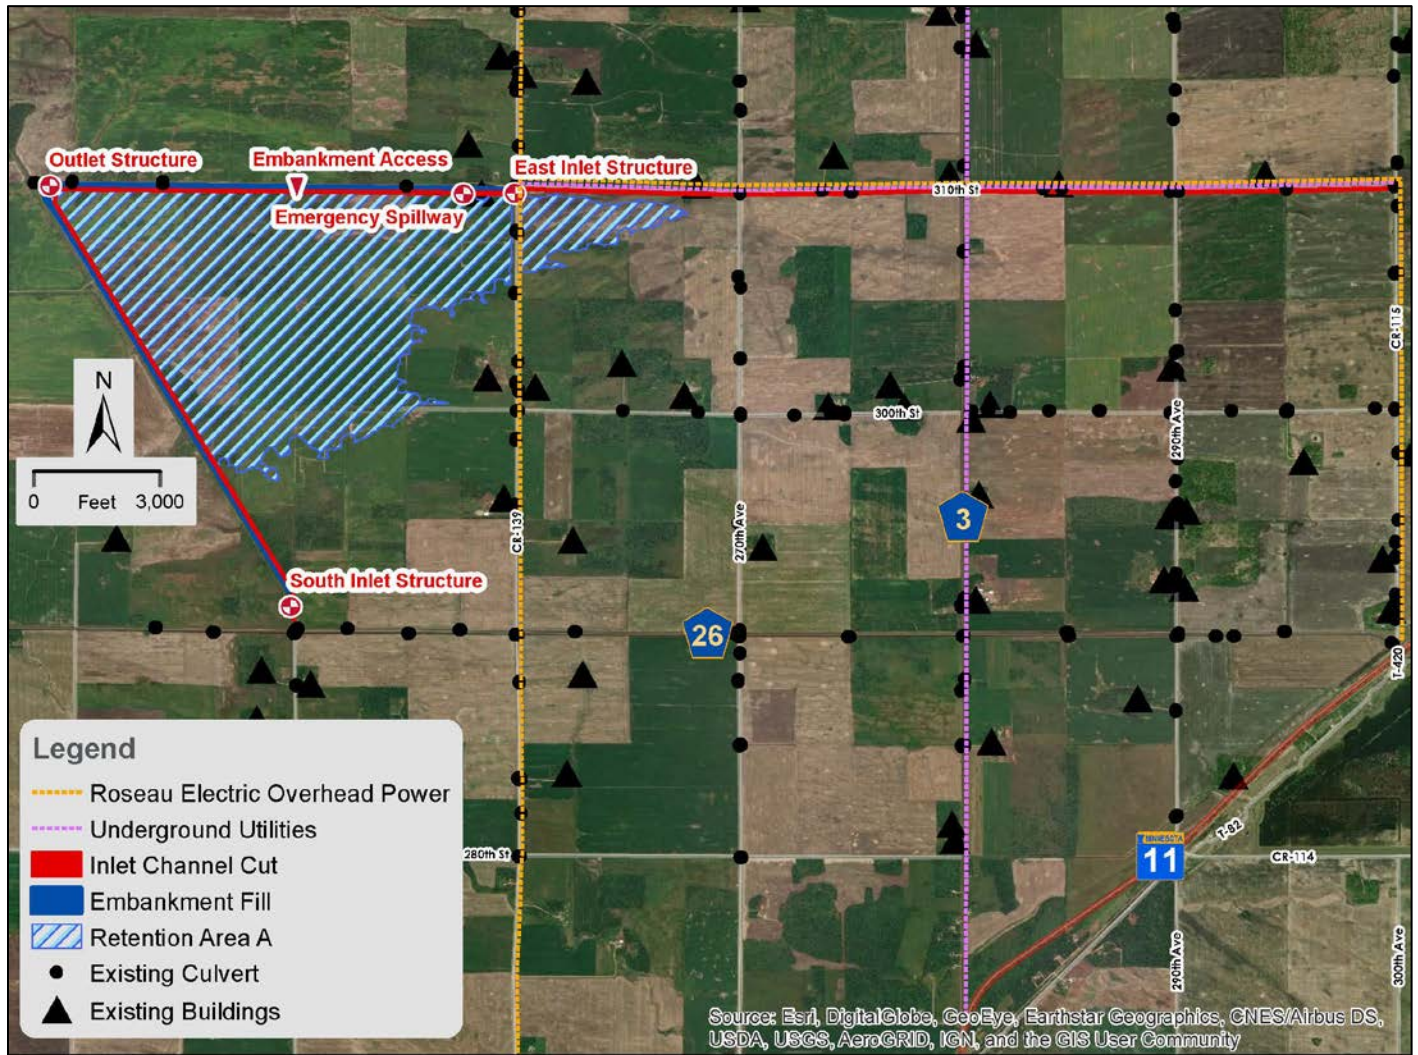 Outlet Structure
Embankment Access
East Inlet Structure
Emergency Spillway
310th St
CR-115
N
0 Feet 3,000
300th St
290th Ave
3
CR-139
270th Ave
South Inlet Structure
26
T-420
Legend
Roseau Electric Overhead Power
Underground Utilities
Inlet Channel Cut
Embankment Fill
Retention Area A
Existing Culvert
Existing Buildings
280th St
MINNESOTA
11
T-82
CR-114
290th Ave
300th Ave
Source: Esri, DigitalGlobe, GeoEye, Earthstar Geographics, CNES/Airbus DS,
USDA, USGS, AeroGRID, IGN, and the GIS User Community